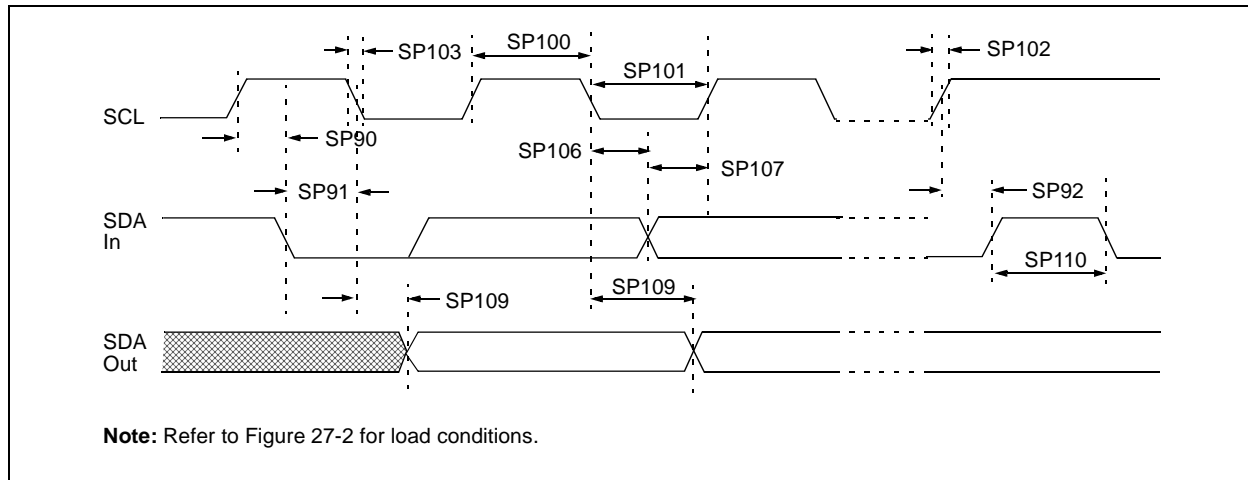 SP103
SP100
SP102
SP101
SCL
SP90
SP106
SP107
SP91
SP92
SDA
In
SP110
SP109
SP109
SDA
Out
Note: Refer to Figure 27-2 for load conditions.